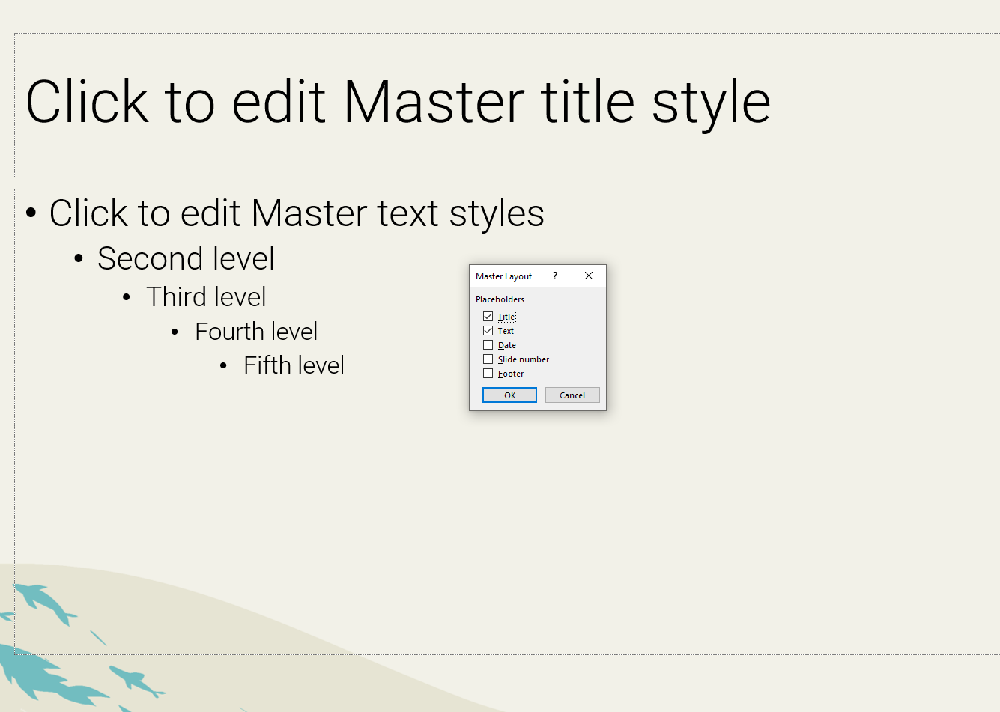 Click to edit Master title style
• Click to edit Master text styles
• Second level
• Third level
• Fourth level
• Fifth level
Master Layout ?
Placeholders
Title
Text
Date
Slide number
Footer
OK Cancel